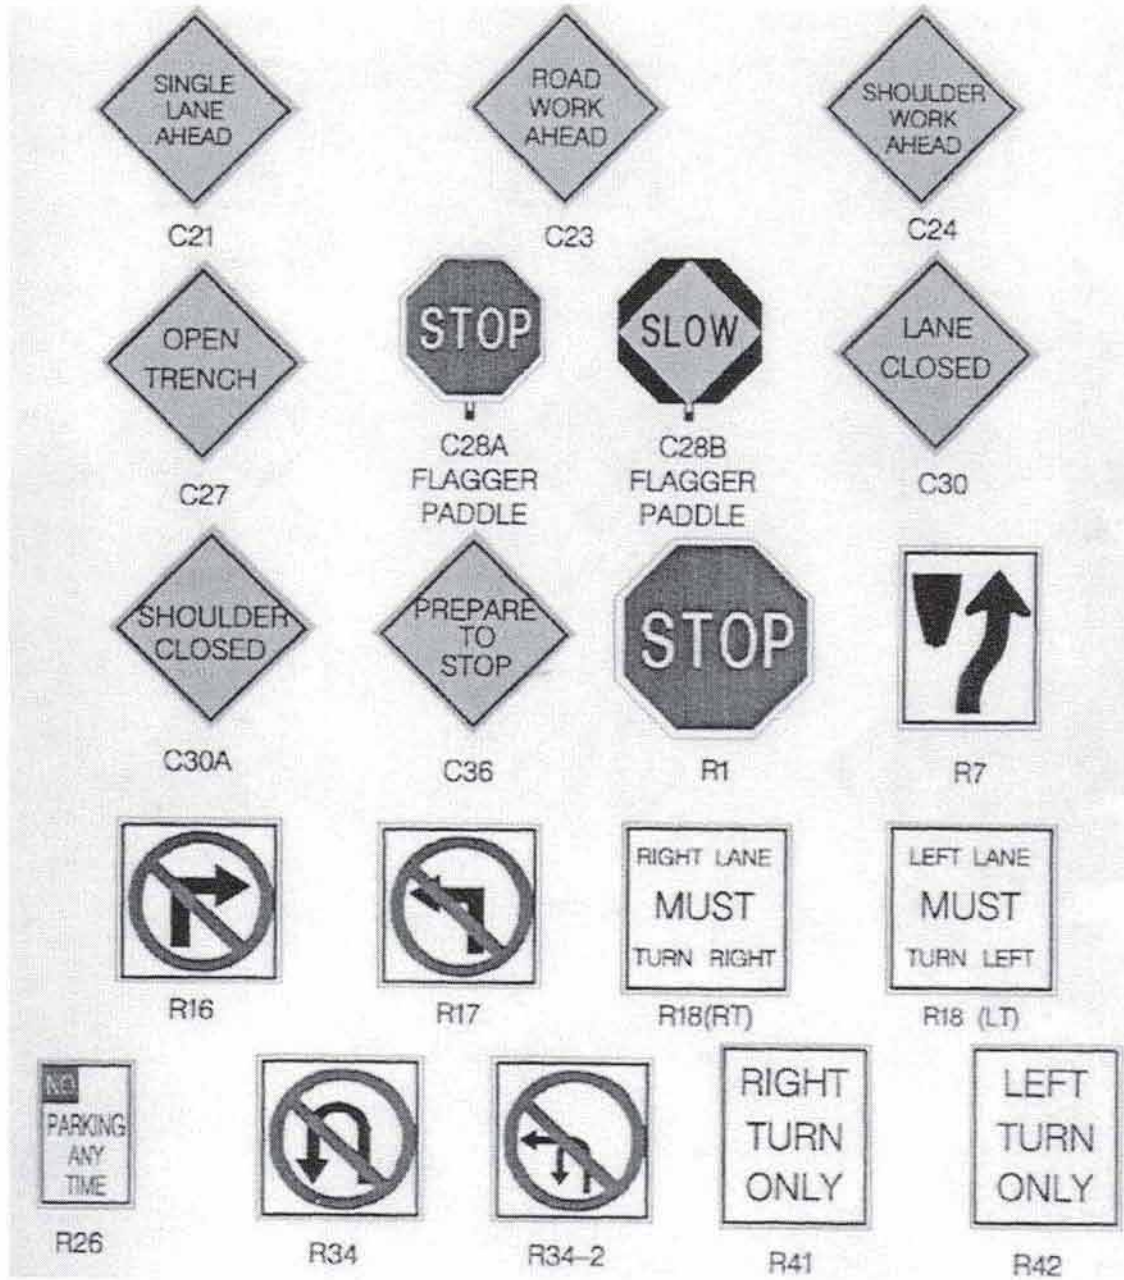 SINGLE
LANE
AHEAD
C21
ROAD
WORK
AHEAD
C23
SHOULDER
WORK
AHEAD
C24
OPEN
TRENCH
C27
STOP
C28A
FLAGGER
PADDLE
SLOW
C28B
FLAGGER
PADDLE
LANE
CLOSED
C30
SHOULDER
CLOSED
C30A
PREPARE
TO
STOP
C36
STOP
R1
R7
R16
R17
RIGHT LANE
MUST
TURN RIGHT
R18(RT)
LEFT LANE
MUST
TURN LEFT
R18 (LT)
NO
PARKING
ANY
TIME
R26
R34
R34-2
RIGHT
TURN
ONLY
R41
LEFT
TURN
ONLY
R42